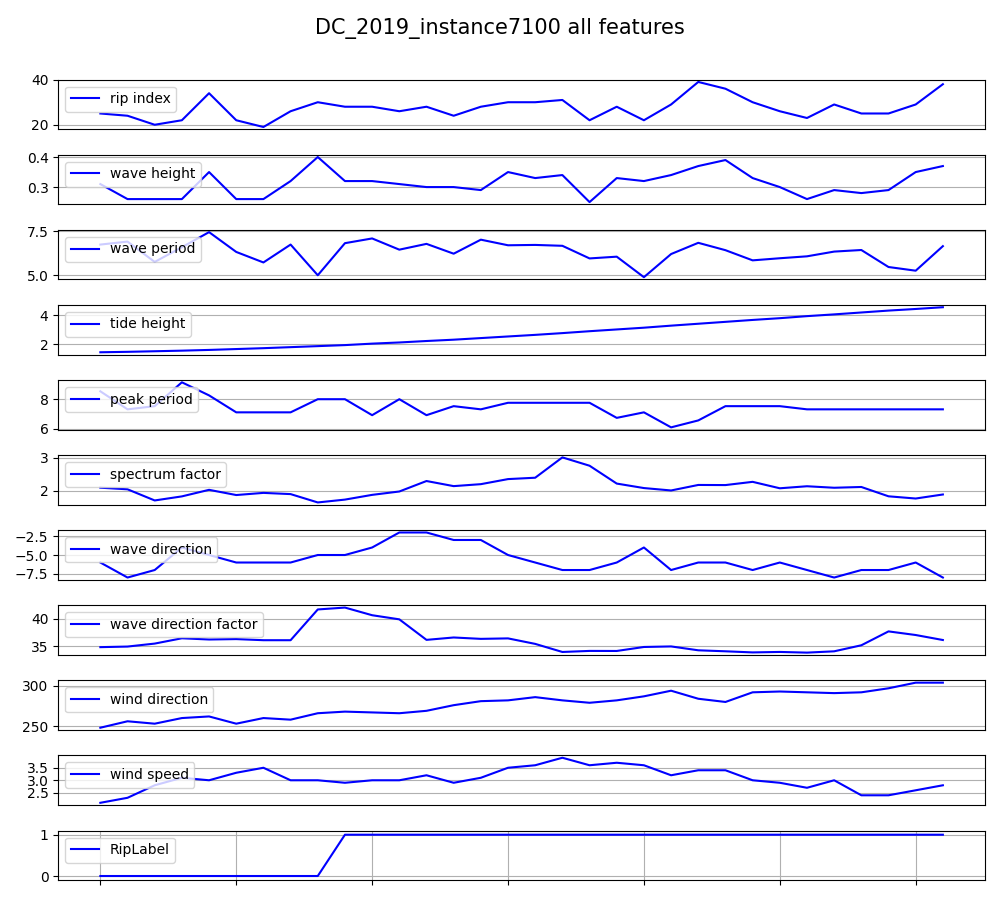 DC_2019_instance7100 all features
40
20
rip index
0.4
0.3
wave height
7.5
5.0
wave period
4
2
tide height
8
6
peak period
3
2
spectrum factor
−2.5
−5.0
−7.5
wave direction
40
35
wave direction factor
300
250
wind direction
3.5
3.0
2.5
wind speed
1
0
RipLabel